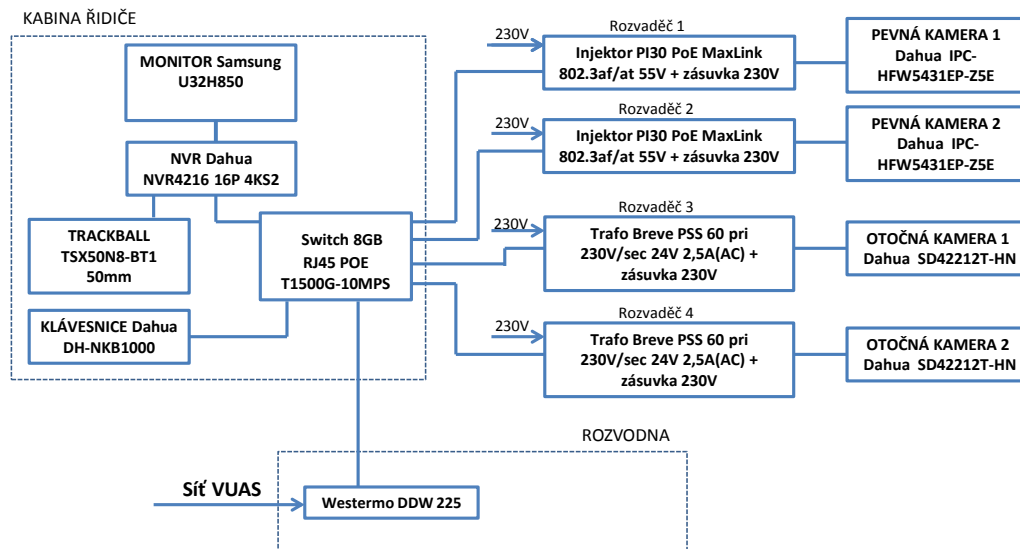 KABINA ŘIDIČE
MONITOR Samsung
U32H850
NVR Dahua
NVR4216 16P 4KS2
TRACKBALL
TSX50N8-BT1
50mm
KLÁVESNICE Dahua
DH-NKB1000
Switch 8GB
RJ45 POE
T1500G-10MPS
Rozvaděč 1
230V
Injektor PI30 PoE MaxLink
802.3af/at 55V + zásuvka 230V
PEVNÁ KAMERA 1
Dahua IPC-
HFW5431EP-Z5E
Rozvaděč 2
230V
Injektor PI30 PoE MaxLink
802.3af/at 55V + zásuvka 230V
PEVNÁ KAMERA 2
Dahua IPC-
HFW5431EP-Z5E
Rozvaděč 3
230V
Trafo Breve PSS 60 pri
230V/sec 24V 2,5A(AC) +
zásuvka 230V
OTOČNÁ KAMERA 1
Dahua SD42212T-HN
Rozvaděč 4
230V
Trafo Breve PSS 60 pri
230V/sec 24V 2,5A(AC) +
zásuvka 230V
OTOČNÁ KAMERA 2
Dahua SD42212T-HN
ROZVODNA
Síť VUAS
Westermo DDW 225